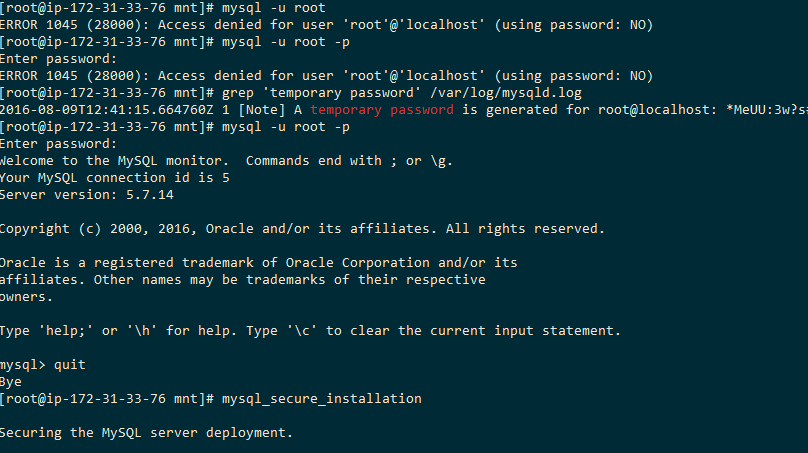 [root@ip-172-31-33-76 mnt]# mysql -u root
ERROR 1045 (28000): Access denied for user 'root'@'localhost' (using password: NO)
[root@ip-172-31-33-76 mnt]# mysql -u root -p
Enter password:
ERROR 1045 (28000): Access denied for user 'root'@'localhost' (using password: NO)
[root@ip-172-31-33-76 mnt]# grep 'temporary password' /var/log/mysqld.log
2016-08-09T12:41:15.664760Z 1 [Note] A temporary password is generated for root@localhost: *MeUU:3w?s
[root@ip-172-31-33-76 mnt]# mysql -u root -p
Enter password:
Welcome to the MySQL monitor.  Commands end with ; or \g.
Your MySQL connection id is 5
Server version: 5.7.14

Copyright (c) 2000, 2016, Oracle and/or its affiliates. All rights reserved.

Oracle is a registered trademark of Oracle Corporation and/or its
affiliates. Other names may be trademarks of their respective
owners.

Type 'help;' or '\h' for help. Type '\c' to clear the current input statement.

mysql> quit
Bye
[root@ip-172-31-33-76 mnt]# mysql_secure_installation

Securing the MySQL server deployment.